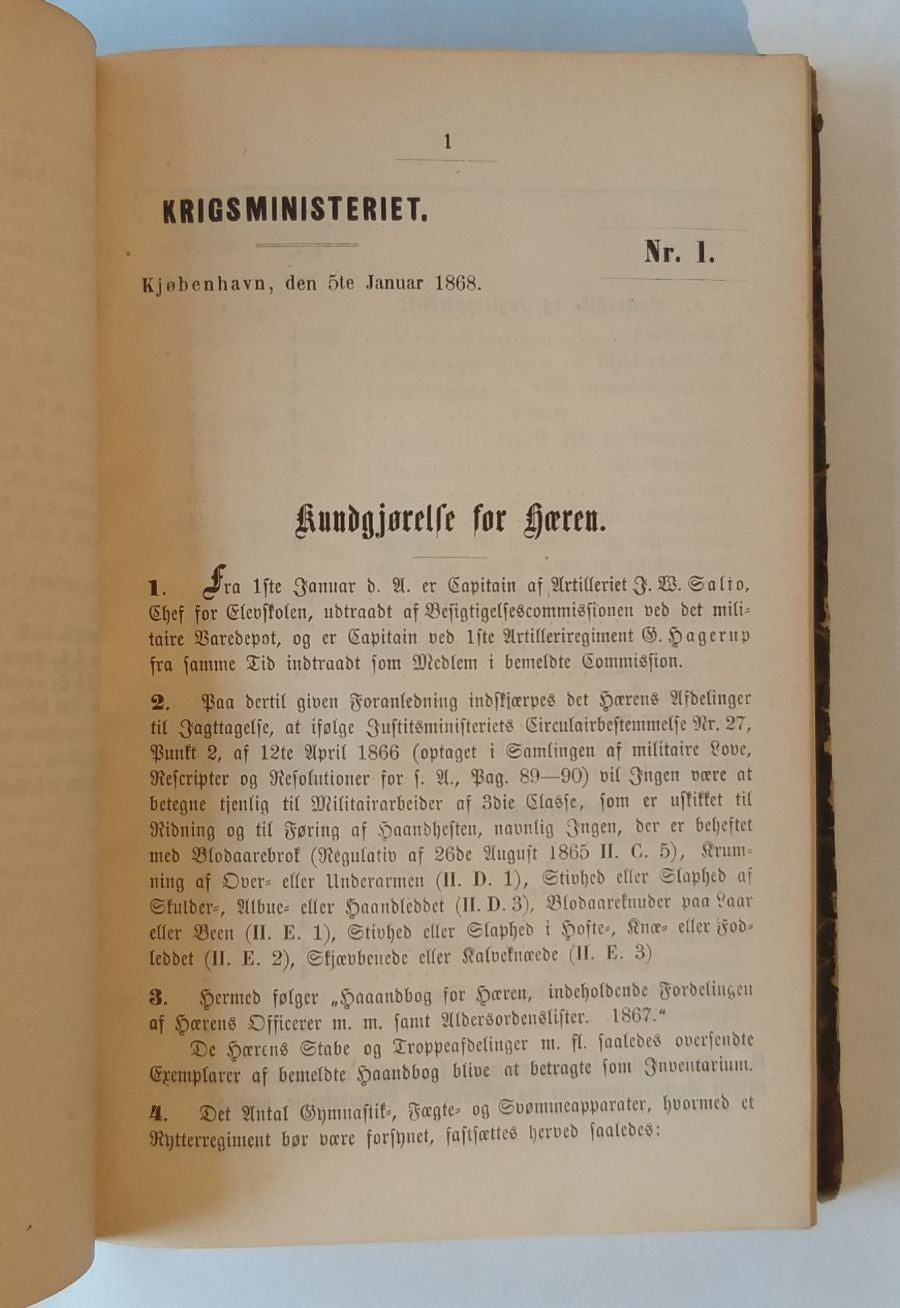 1
KRIGSMINISTERIET.
Nr. 1.
Kjøbenhavn, den 5te Januar 1868.
Kundgjørelse for Hæren.
1. Fra 1ste Januar d. A. er Capitain af Artilleriet J. W. Salto,
Chef for Elevskolen, udtraadt af Besigtigelsescommissionen ved det mili-
taire Varedepot, og er Capitain ved 1ste Artilleriregiment G. Hagerup
fra samme Tid indtraadt som Medlem i bemeldte Commission.
2. Paa dertil given Foranledning indskjærpes det Hærens Afdelinger
til Jagttagelse, at ifølge Justitsministeriets Circulairbestemmelse Nr. 27,
Punkt 2, af 12te April 1866 (optaget i Samlingen af militaire Love,
Rescripter og Resolutioner for s. A., Pag. 89—90) vil Ingen være at
betegne tjenlig til Militairarbeider af 3die Classe, som er uskikket til
Ridning og til Føring af Haandhesten, navnlig Ingen, der er beheftet
med Blodaarebrok (Regulativ af 26de August 1865 II. C. 5), Krum-
ning af Over- eller Underarmen (II. D. 1), Stivhed eller Slaphed af
Skulder-, Albue- eller Haandleddet (II. D. 3), Blodaareknuder paa Laar
eller Been (II. E. 1), Stivhed eller Slaphed i Hofte-, Knæ- eller Fod-
leddet (II. E. 2), Skjævbenede eller Kalveknæede (II. E. 3)
3. Hermed følger „Haaandbog for Hæren, indeholdende Fordelingen
af Hærens Officerer m. m. samt Aldersordenslister. 1867.“
De Hærens Stabe og Troppeafdelinger m. fl. saaledes oversendte
Exemplarer af bemeldte Haandbog blive at betragte som Inventarium.
4. Det Antal Gymnastik-, Fægte- og Svømmeapparater, hvormed et
Rytterregiment bør være forsynet, fastsættes herved saaledes: